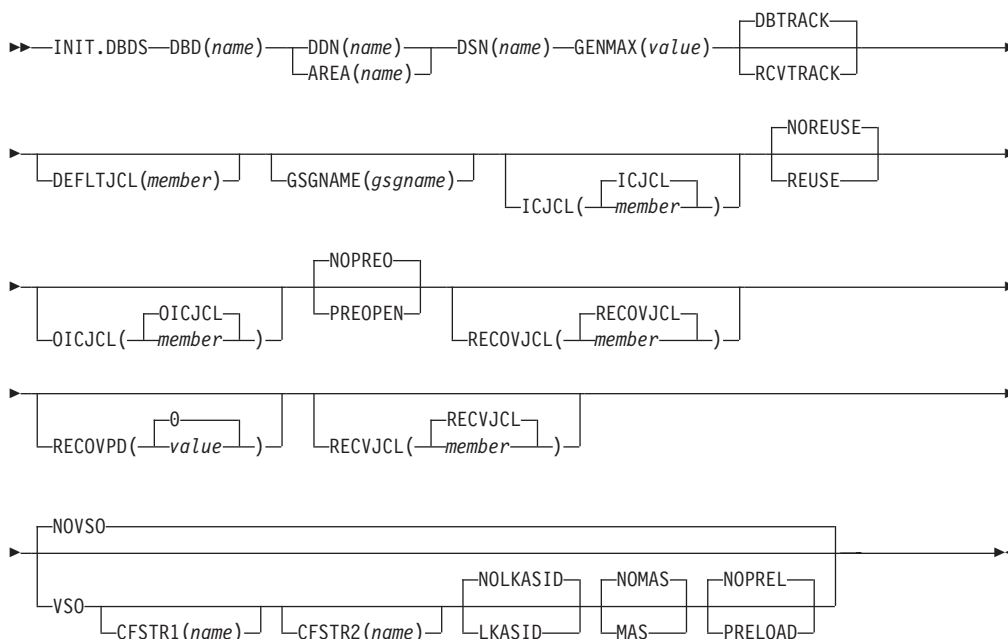 DBTRACK
INIT.DBDS DBD(name) DDN(name) DSN(name) GENMAX(value)
AREA(name) RCVTRACK
NOREUSE
DEFLTJCL(member) GSGNAME(gsgname) ICJCL REUSE
ICJCL( member )
NOPREO
OICJCL PREOPEN RECOVJCL
OICJCL( member ) RECOVJCL( member )
0 RECVJCL
RECOVPD( value ) RECVJCL( member )
NOVSO
VSO NOLKASID NOMAS NOPREL
CFSTR1(name) CFSTR2(name) LKASID MAS PRELOAD